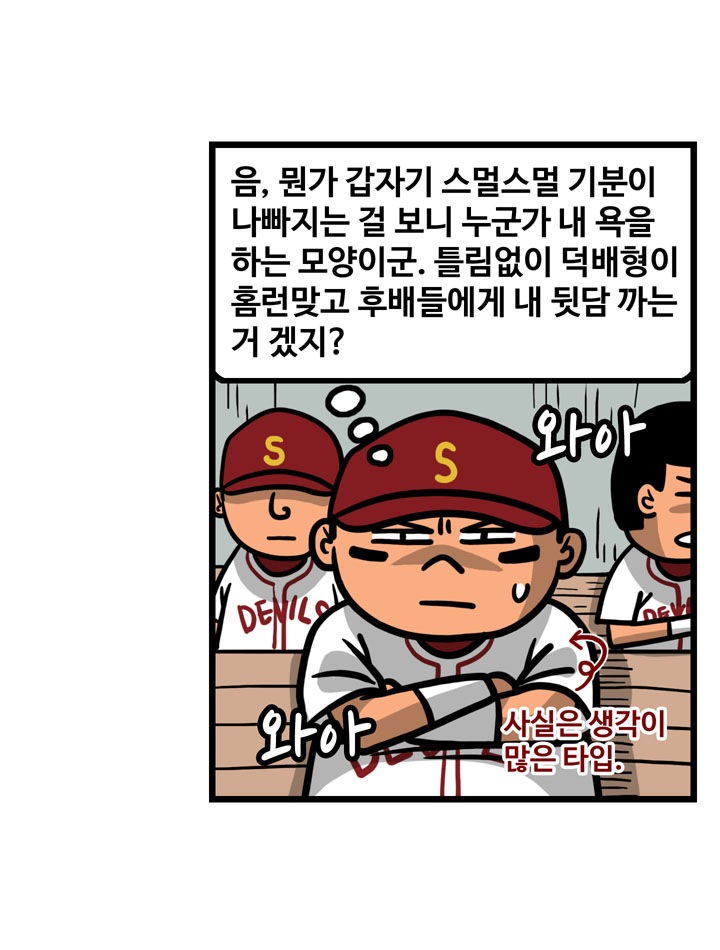 음, 뭔가 갑자기 스멀스멀 기분이
나빠지는 걸 보니 누군가 내 욕을
하는 모양이군. 틀림없이 덕배형이
홈런맞고 후배들에게 내 뒷담 까는
거 겠지?
와아
S
S
DEVILS
DEVIL
와아
사실은 생각이
많은 타입.
DEVILS